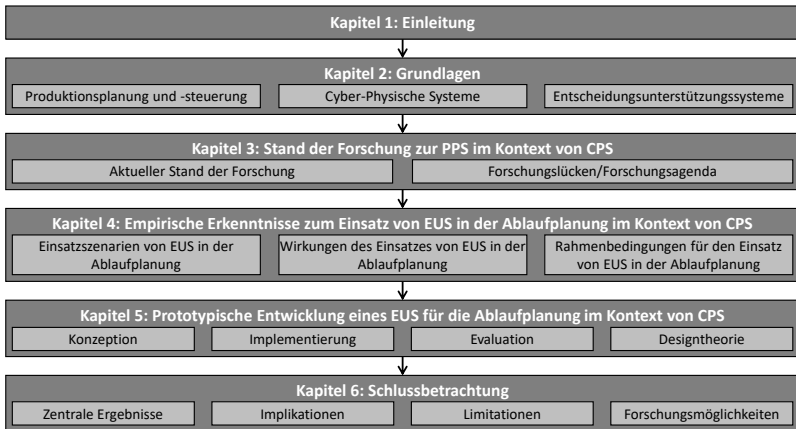 Kapitel 1: Einleitung
Kapitel 2: Grundlagen
Produktionsplanung und -steuerung
Cyber-Physische Systeme
Entscheidungsunterstützungssysteme
Kapitel 3: Stand der Forschung zur PPS im Kontext von CPS
Aktueller Stand der Forschung
Forschungslücken/Forschungsagenda
Kapitel 4: Empirische Erkenntnisse zum Einsatz von EUS in der Ablaufplanung im Kontext von CPS
Einsatzszenarien von EUS in der
Ablaufplanung
Wirkungen des Einsatzes von EUS in der
Ablaufplanung
Rahmenbedingungen für den Einsatz
von EUS in der Ablaufplanung
Kapitel 5: Prototypische Entwicklung eines EUS für die Ablaufplanung im Kontext von CPS
Konzeption
Implementierung
Evaluation
Designtheorie
Kapitel 6: Schlussbetrachtung
Zentrale Ergebnisse
Implikationen
Limitationen
Forschungsmöglichkeiten